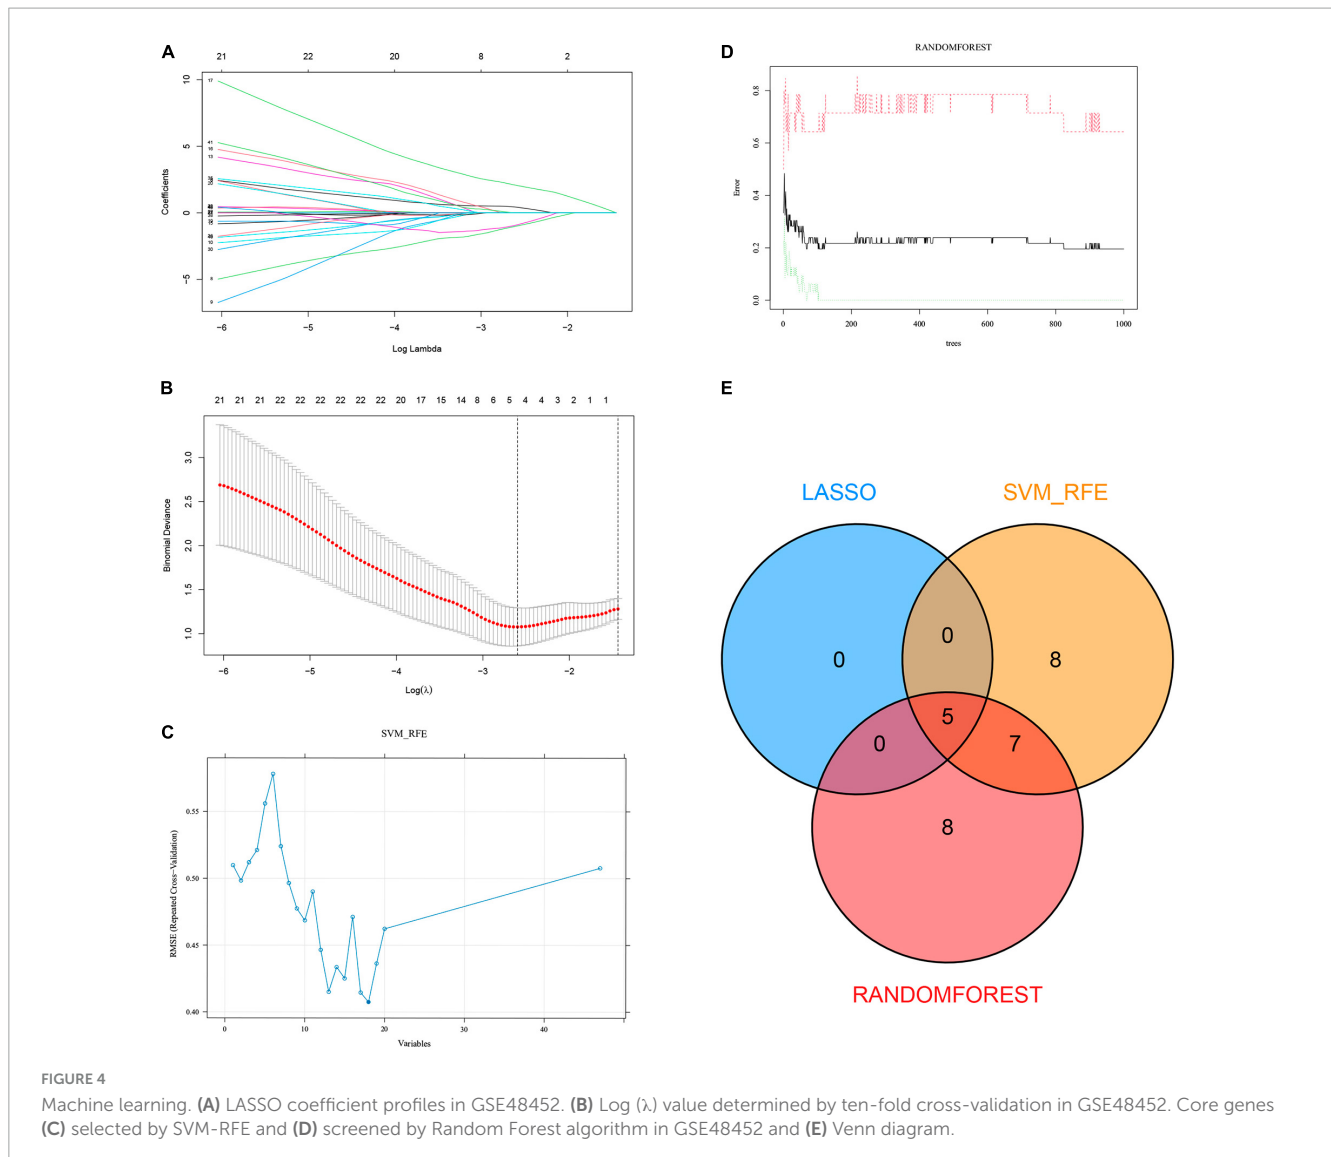 A
21 22 20 8 2
10
5
0
−5
Coefficients
17
41
16
13
6
9
−6 −5 −4 −3 −2
Log Lambda
B
21 21 21 22 22 22 22 22 22 20 17 15 14 8 6 5 4 4 3 2 1 1
3.0
2.5
2.0
1.5
1.0
Binomial Deviance
−6 −5 −4 −3 −2
Log(λ)
C
SVM_RFE
0.55
0.50
0.45
0.40
RMSE (Repeated Cross−Validation)
0 10 20 40
Variables
D
RANDOMFOREST
0.8
0.6
0.4
0.2
0.0
Error
0 200 400 600 800 1000
trees
E
LASSO SVM_RFE
0
0 8
5
0 7
8
RANDOMFOREST
FIGURE 4
Machine learning. (A) LASSO coefficient profiles in GSE48452. (B) Log (λ) value determined by ten-fold cross-validation in GSE48452. Core genes
(C) selected by SVM-RFE and (D) screened by Random Forest algorithm in GSE48452 and (E) Venn diagram.